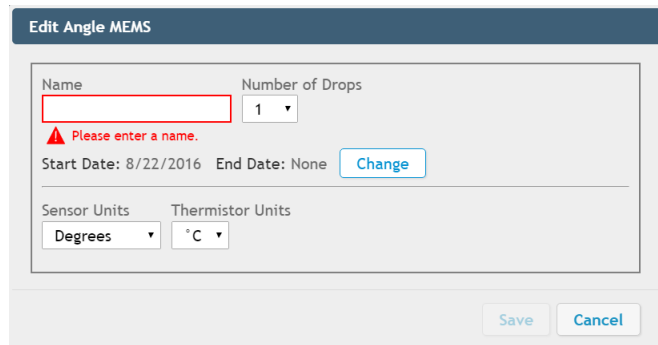 Edit Angle MEMS
Name Number of Drops
1
Please enter a name.
Start Date: 8/22/2016 End Date: None Change
Sensor Units Thermistor Units
Degrees °C
Save Cancel